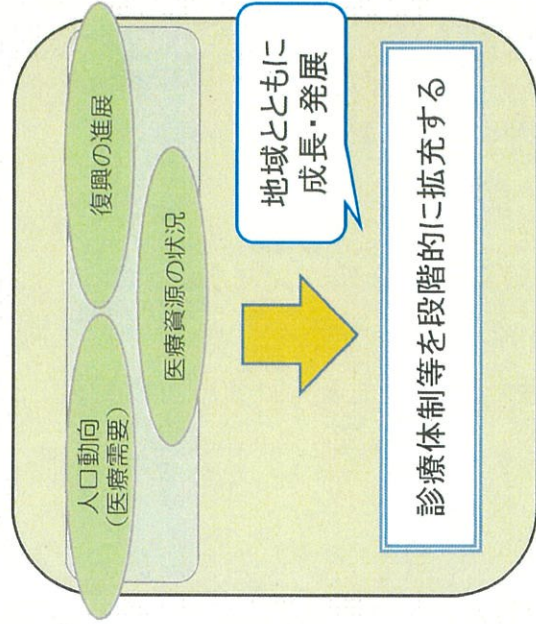 人口動向
(医療需要)
復興の進展
医療資源の状況
地域とともに
成長・発展
診療体制等を段階的に拡充する